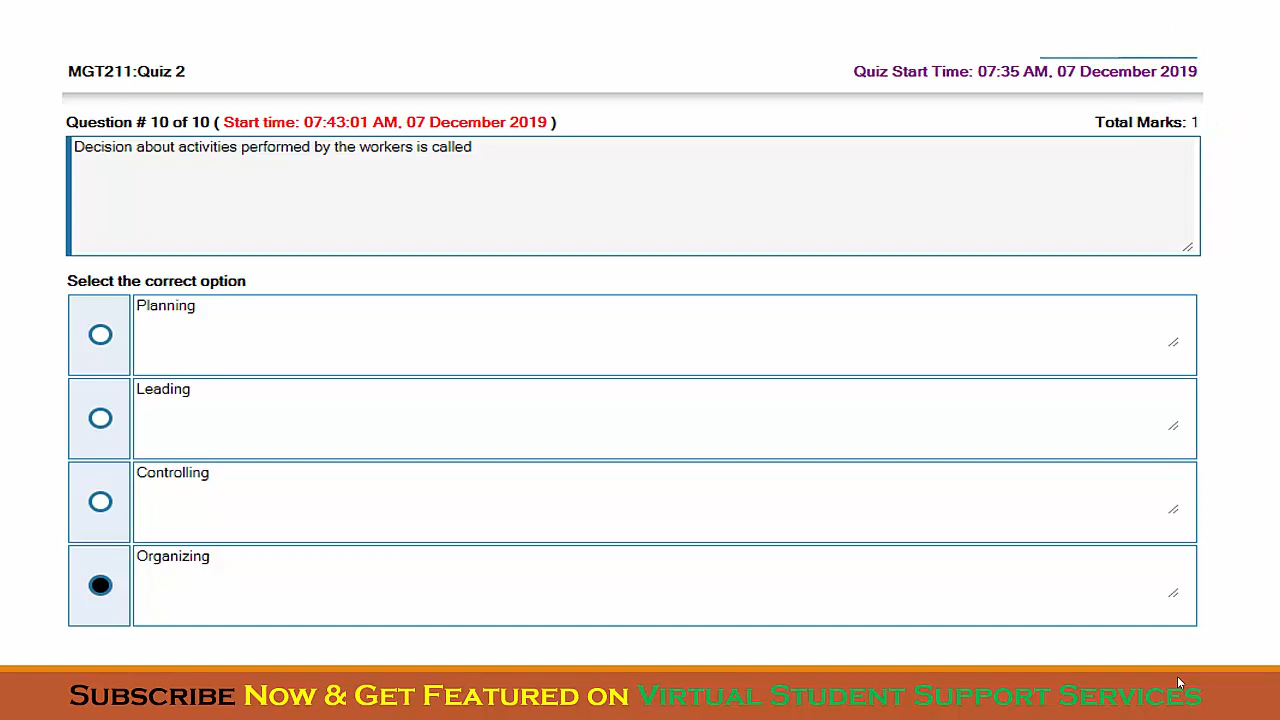 MGT211:Quiz 2
Quiz Start Time: 07:35 AM, 07 December 2019
Question # 10 of 10 ( Start time: 07:43:01 AM, 07 December 2019 )
Total Marks: 1
Decision about activities performed by the workers is called
Select the correct option
Planning
Leading
Controlling
Organizing
Subscribe Now & Get Featured on Virtual Student Support Services